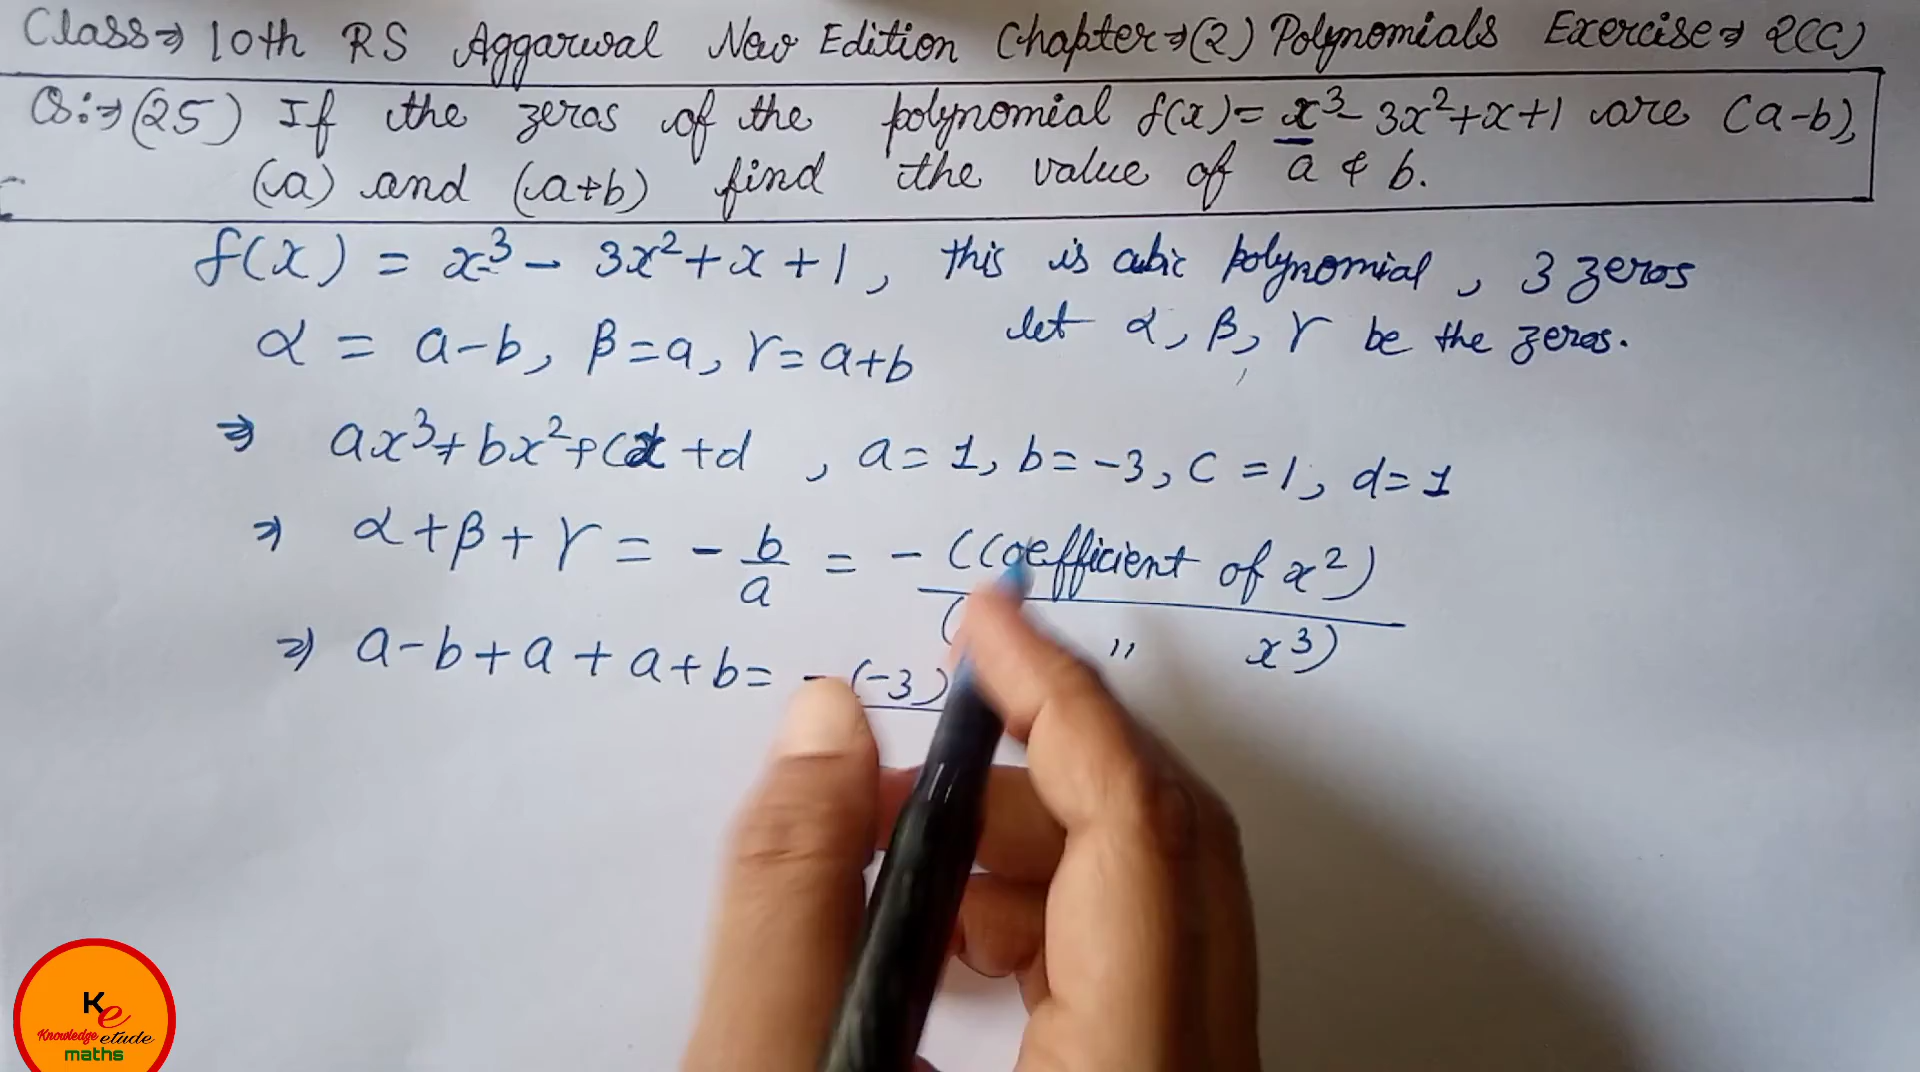 Class⇒ 10th RS Aggarwal New Edition Chapter⇒(2) Polynomials Exercise⇒ 2(C)
Q:⇒(25) If the zeros of the polynomial f(x)= x³- 3x²+x+1 are (a-b),
(a) and (a+b) find the value of a & b.
f(x) = x³ - 3x²+x+1, this is cubic polynomial, 3 zeros
α = a-b, β=a, γ=a+b let α, β, γ be the zeros.
⇒ ax³+bx²+cx+d, a=1, b=-3, c=1, d=1
⇒ α+β+γ = -b/a = -(Coefficient of x²)
( " x³)
⇒ a-b+a+a+b= -(-3)
Ke
Knowledge etude
maths